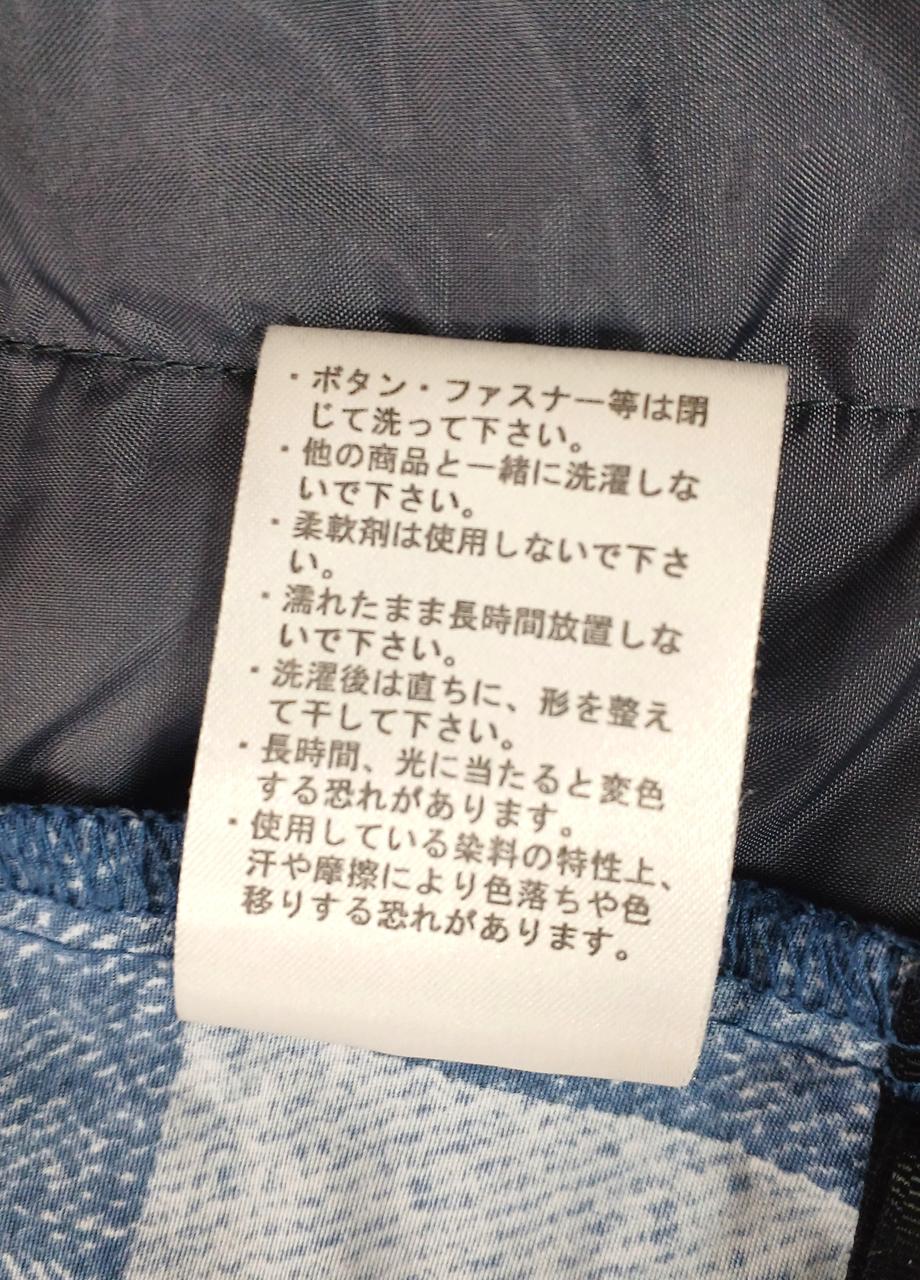 ・ボタン・ファスナー等は閉
じて洗って下さい。
・他の商品と一緒に洗濯しな
いで下さい。
・柔軟剤は使用しないで下さ
い。
・濡れたまま長時間放置しな
いで下さい。
・洗濯後は直ちに、形を整え
て干して下さい。
・長時間、光に当たると変色
する恐れがあります。
・使用している染料の特性上、
汗や摩擦により色落ちや色
移りする恐れがあります。